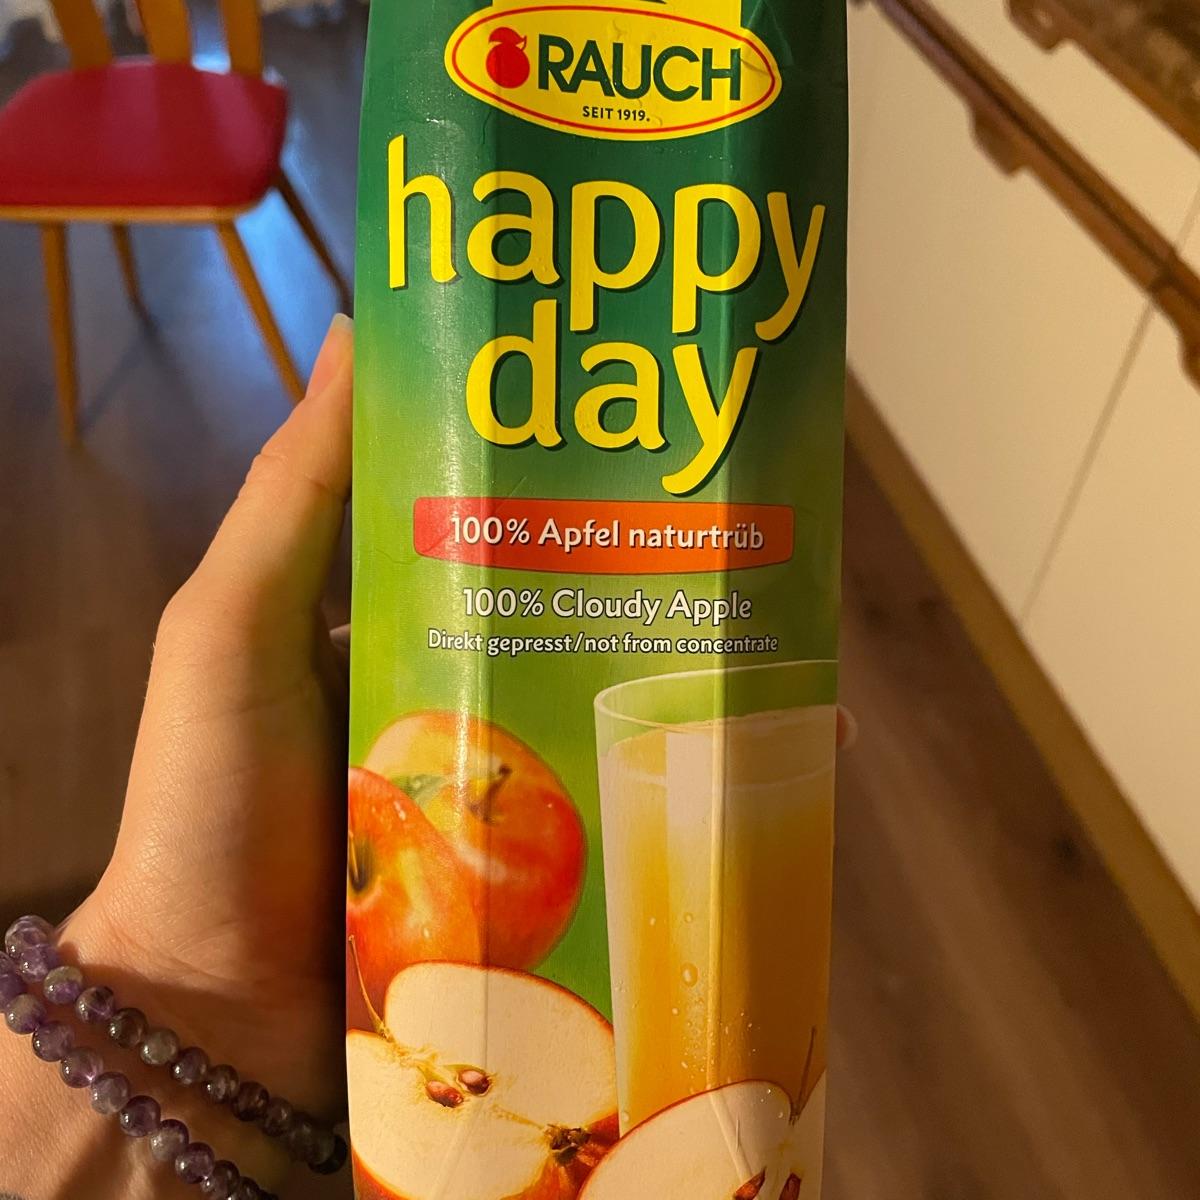 RAUCH
SEIT 1919.
happy
day
100% Apfel naturtrüb
100% Cloudy Apple
Direkt gepresst/not from concentrate